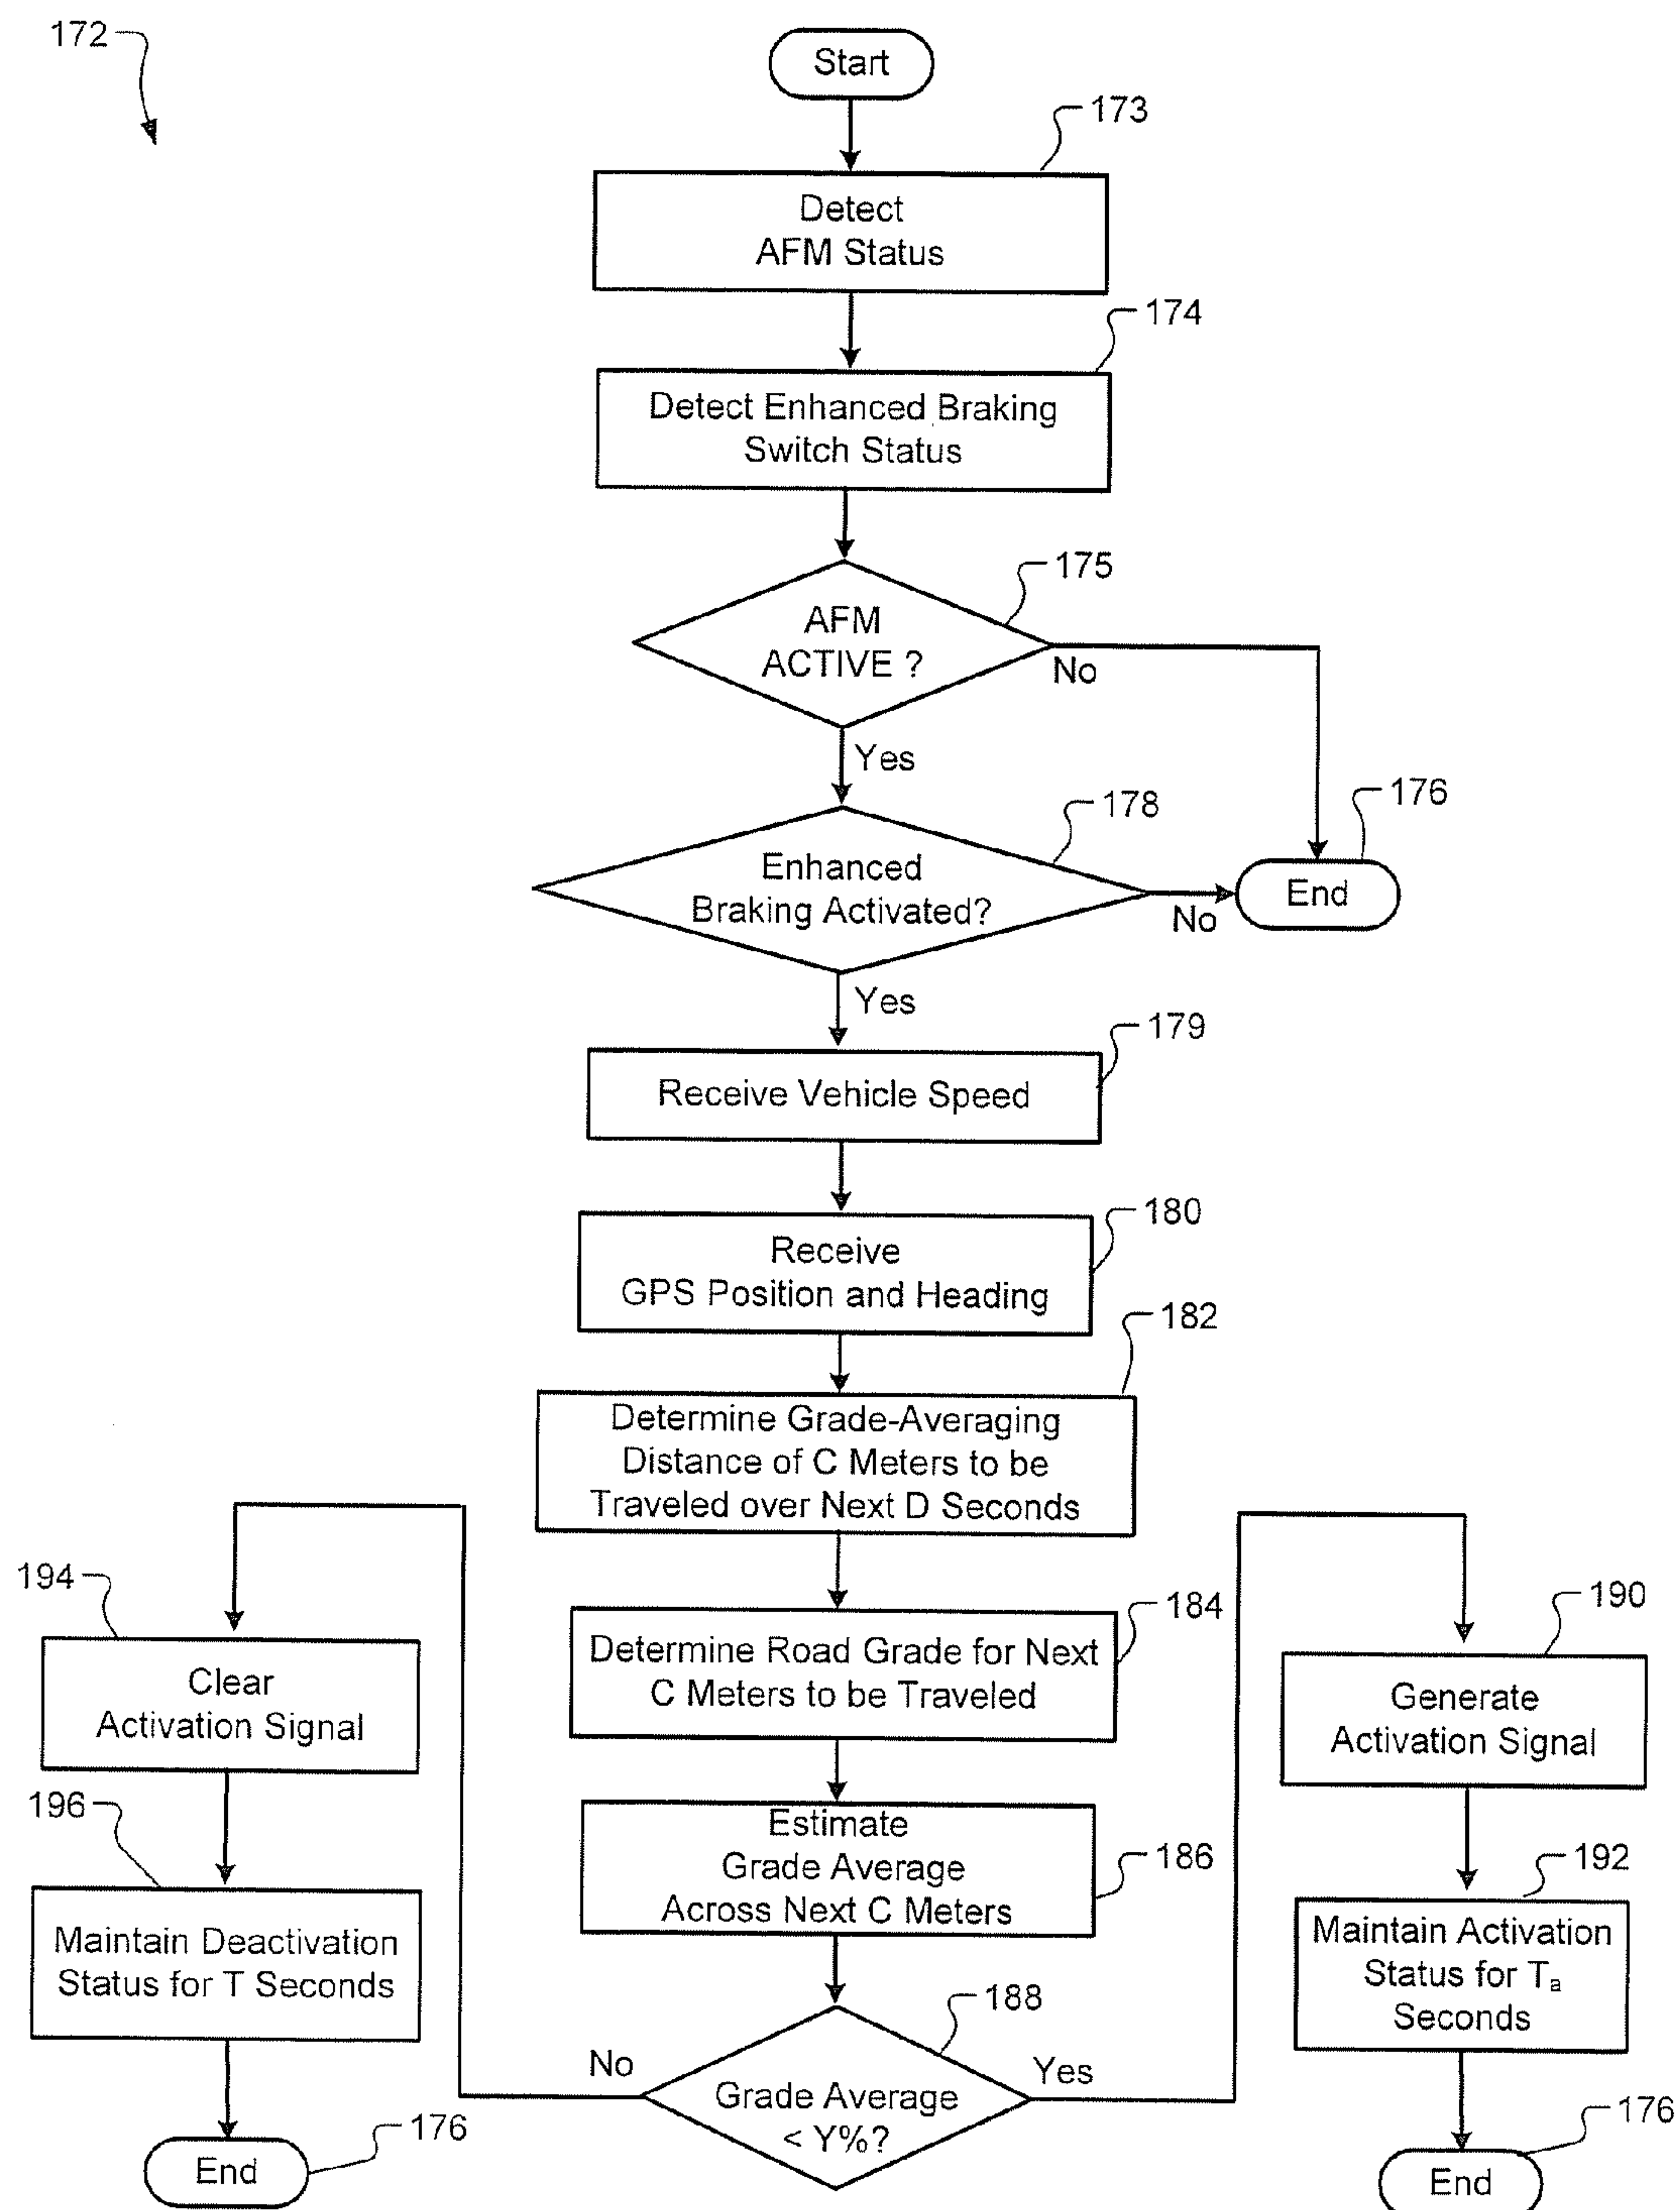 172
Start
173
Detect
AFM Status
174
Detect Enhanced Braking
Switch Status
175
AFM
ACTIVE ?
No
Yes
176
178
Enhanced
Braking Activated?
No
End
Yes
179
Receive Vehicle Speed
180
Receive
GPS Position and Heading
182
Determine Grade-Averaging
Distance of C Meters to be
Traveled over Next D Seconds
184
Determine Road Grade for Next
C Meters to be Traveled
186
Estimate
Grade Average
Across Next C Meters
188
Grade Average
< Y%?
No
Yes
194
Clear
Activation Signal
196
Maintain Deactivation
Status for T Seconds
176
End
190
Generate
Activation Signal
192
Maintain Activation
Status for Tₐ
Seconds
176
End